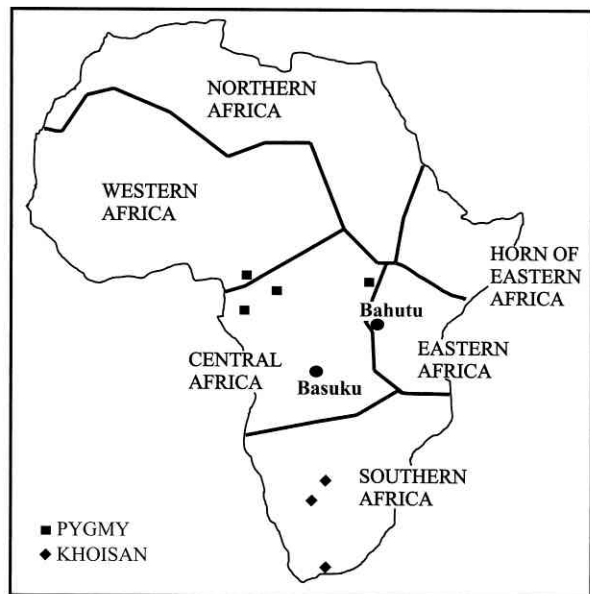 NORTHERN
AFRICA
WESTERN
AFRICA
HORN OF
EASTERN
AFRICA
Bahutu
EASTERN
AFRICA
CENTRAL
AFRICA
Basuku
SOUTHERN
AFRICA
PYGMY
KHOISAN